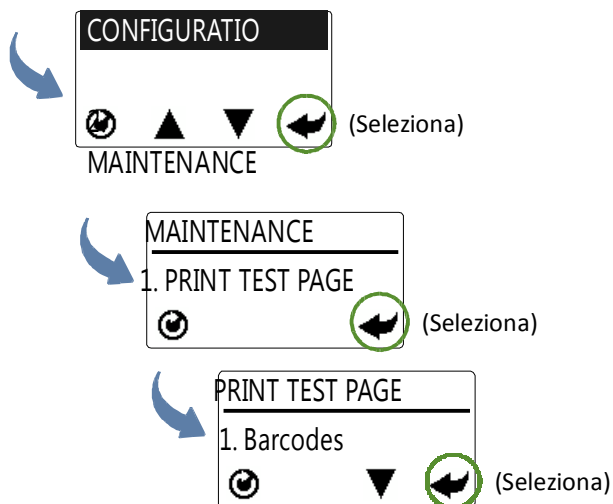 CONFIGURATIO
(Seleziona)
MAINTENANCE
MAINTENANCE
1. PRINT TEST PAGE
(Seleziona)
PRINT TEST PAGE
1. Barcodes
(Seleziona)